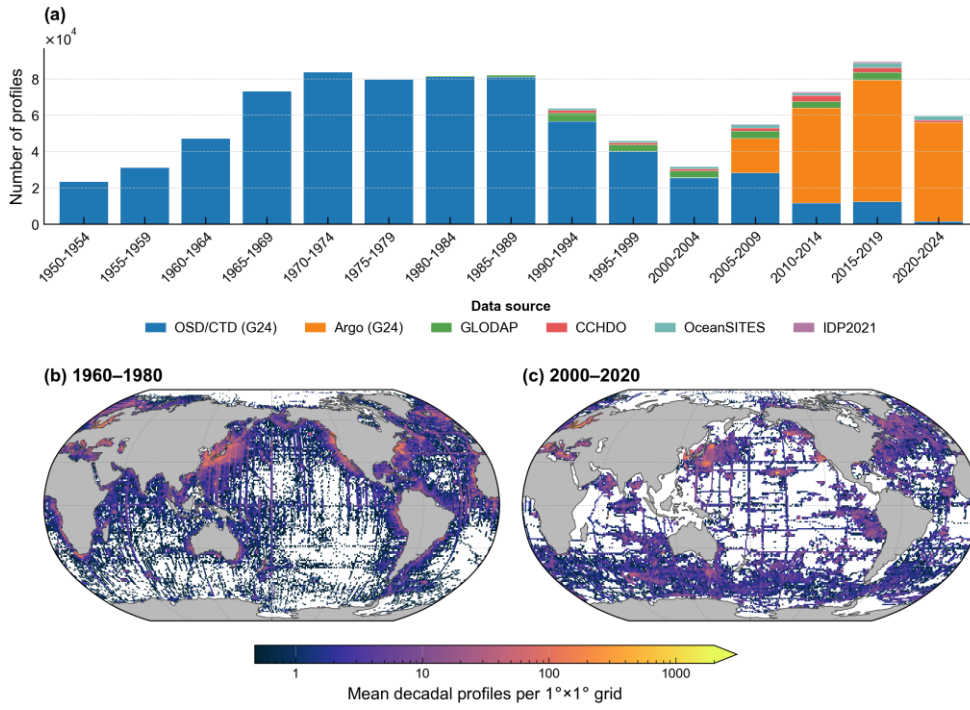 (a)
×10⁴
Number of profiles
8
6
4
2
0
1950-1954
1955-1959
1960-1964
1965-1969
1970-1974
1975-1979
1980-1984
1985-1989
1990-1994
1995-1999
2000-2004
2005-2009
2010-2014
2015-2019
2020-2024
Data source
OSD/CTD (G24) Argo (G24) GLODAP CCHDO OceanSITES IDP2021
(b) 1960–1980
(c) 2000–2020
1 10 100 1000
Mean decadal profiles per 1°×1° grid